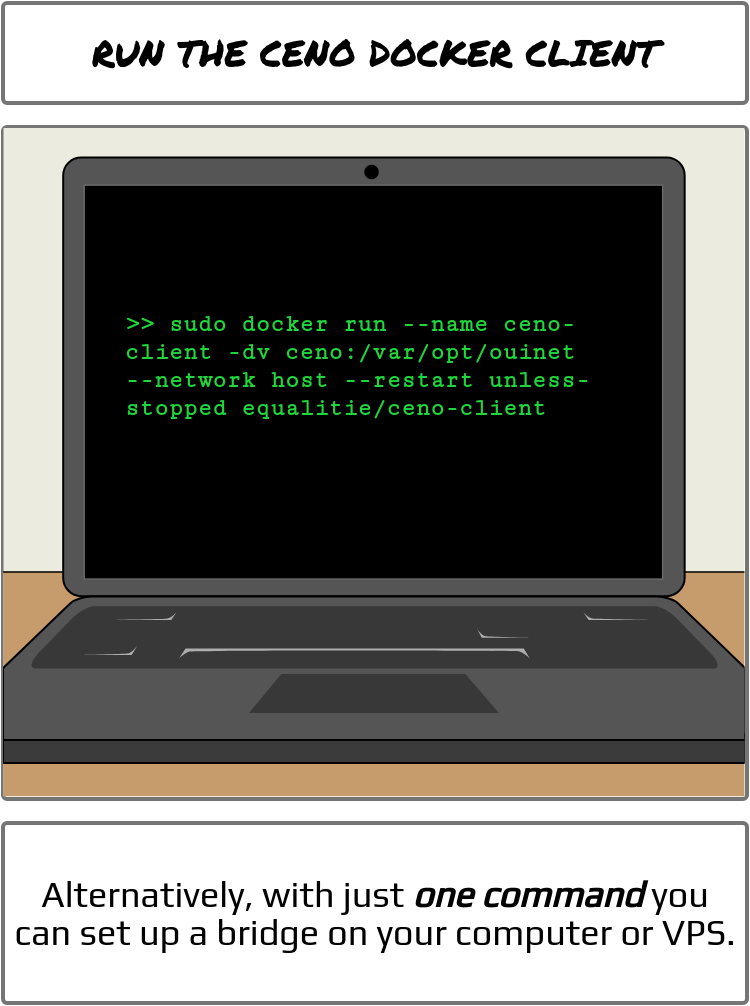 RUN THE CENO DOCKER CLIENT
>> sudo docker run --name ceno-
client -dv ceno:/var/opt/ouinet
--network host --restart unless-
stopped equalitie/ceno-client
Alternatively, with just one command you
can set up a bridge on your computer or VPS.